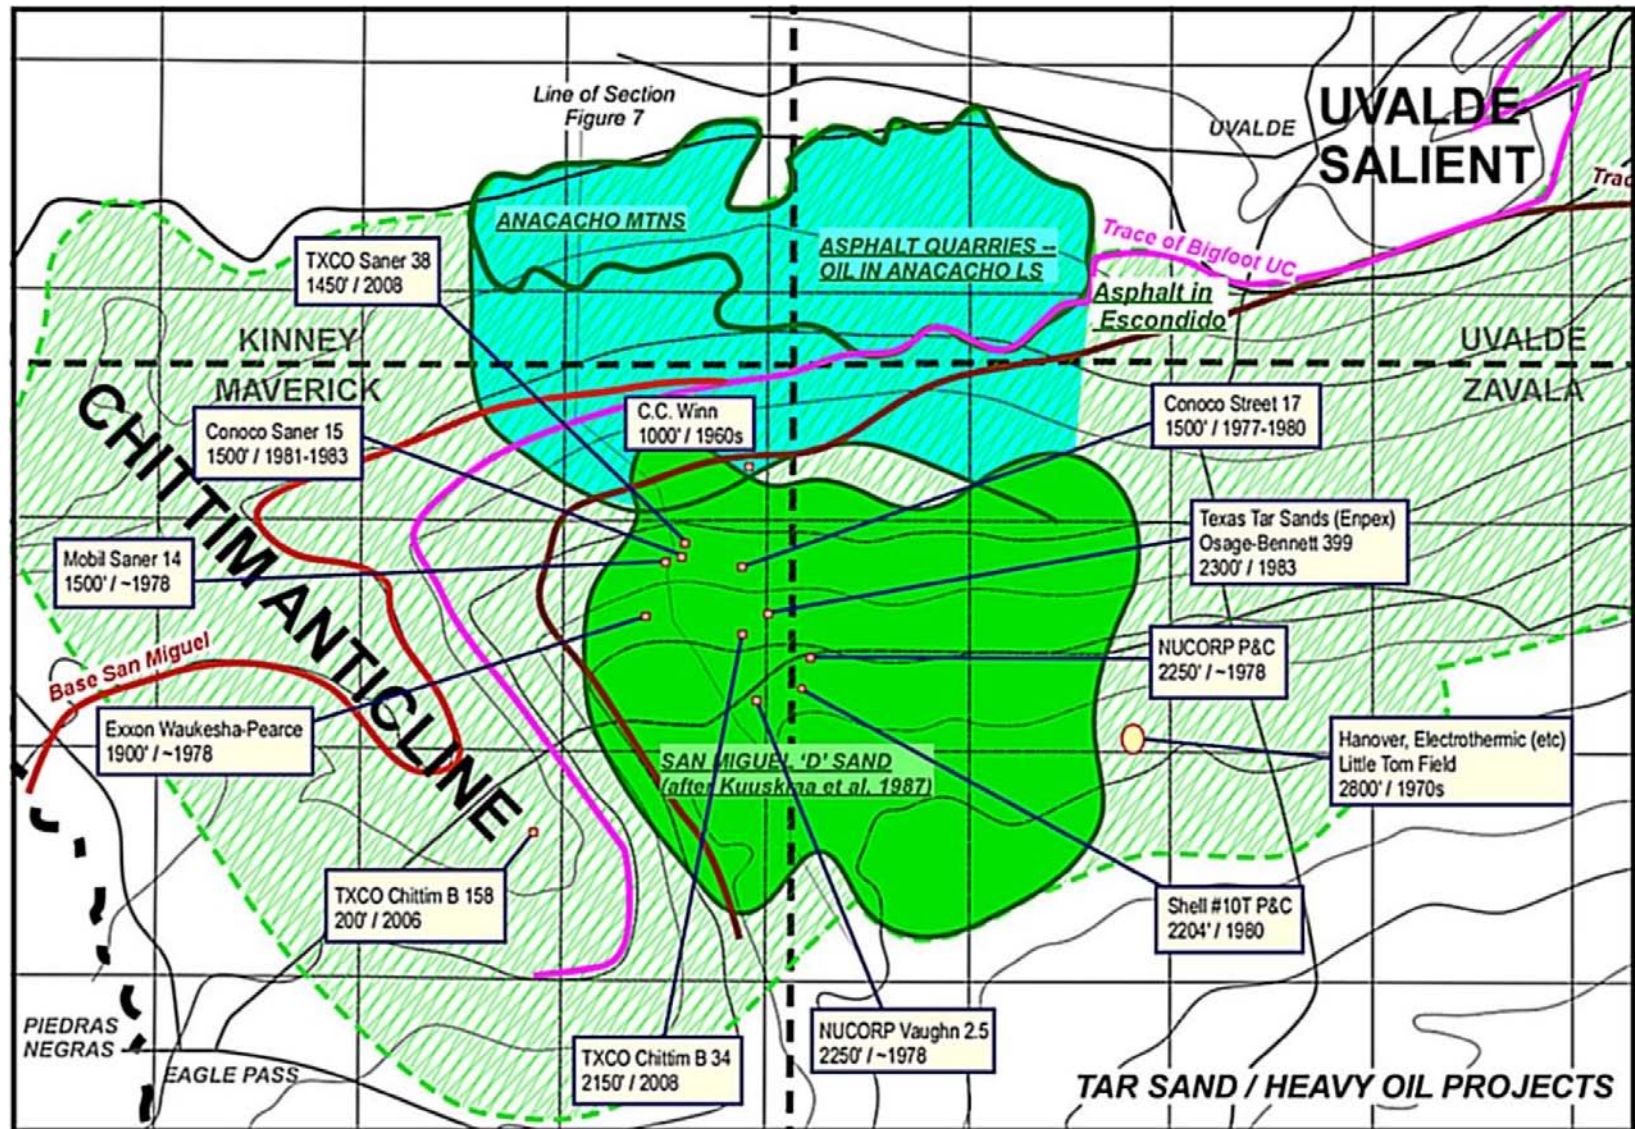 Line of Section
Figure 7
UVALDE
UVALDE
SALIENT
Trac
ANACACHO MTNS
ASPHALT QUARRIES --
OIL IN ANACACHO LS
Trace of Bigfoot UC
TXCO Saner 38
1450' / 2008
Asphalt in
Escondido
KINNEY
MAVERICK
UVALDE
ZAVALA
CHITTIM ANTICLINE
Conoco Saner 15
1500' / 1981-1983
C.C. Winn
1000' / 1960s
Conoco Street 17
1500' / 1977-1980
Mobil Saner 14
1500' / ~1978
Texas Tar Sands (Enpex)
Osage-Bennett 399
2300' / 1983
Base San Miguel
NUCORP P&C
2250' / ~1978
Exxon Waukesha-Pearce
1900' / ~1978
SAN MIGUEL 'D' SAND
(after Kuuskraa et al. 1987)
Hanover, Electrothermic (etc)
Little Tom Field
2800' / 1970s
TXCO Chittim B 158
200' / 2006
Shell #10T P&C
2204' / 1980
PIEDRAS
NEGRAS
EAGLE PASS
TXCO Chittim B 34
2150' / 2008
NUCORP Vaughn 2.5
2250' / ~1978
TAR SAND / HEAVY OIL PROJECTS